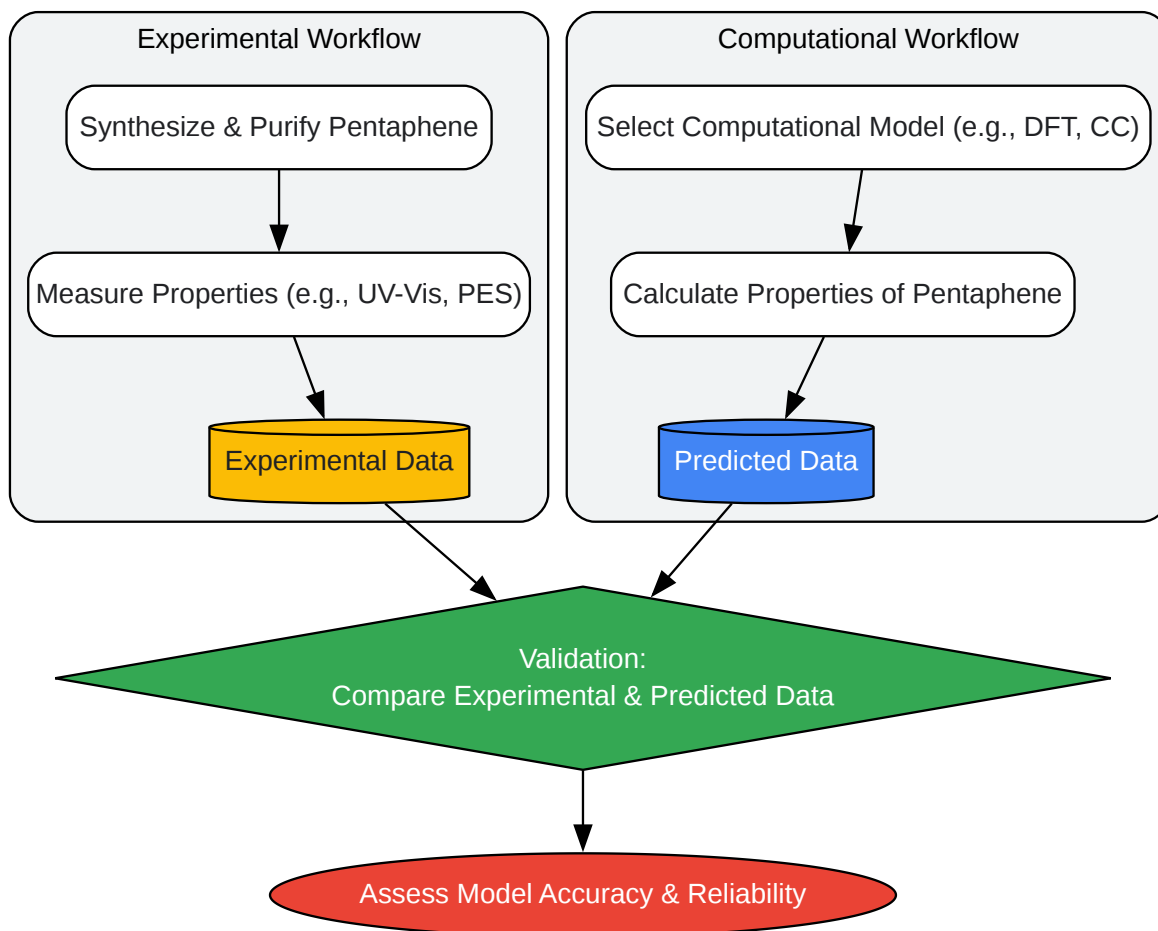 Experimental Workflow
Synthesize & Purify Pentaphene
Measure Properties (e.g., UV-Vis, PES)
Experimental Data
Computational Workflow
Select Computational Model (e.g., DFT, CC)
Calculate Properties of Pentaphene
Predicted Data
Validation:
Compare Experimental & Predicted Data
Assess Model Accuracy & Reliability